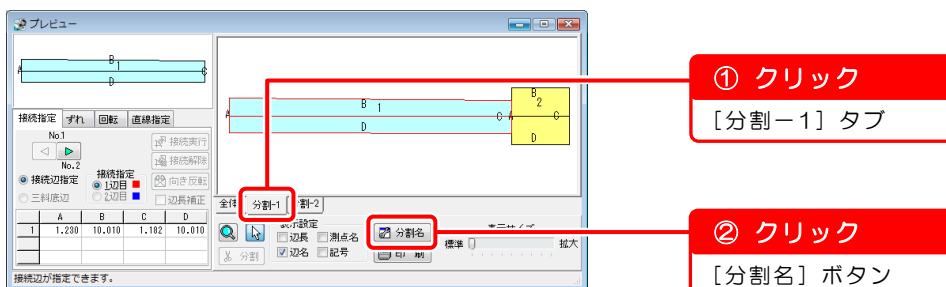 プレビュー
A B 1 C
D
接続指定 ずれ 回転 直線指定
No.1
No.2
接続辺指定
三斜底辺
接続指定
1辺目
2辺目
接続実行
接続解除
向き反転
辺長補正
A B C D
1 1.230 10.010 1.182 10.010
接続辺が指定できます。
A B 1 C D
A B 2 C D
全体 分割-1 分割-2
分割
表示設定
辺長 測点名
辺名 記号
分割名
印刷
表示サイズ
標準 拡大
① クリック
[分割－1] タブ
② クリック
[分割名] ボタン